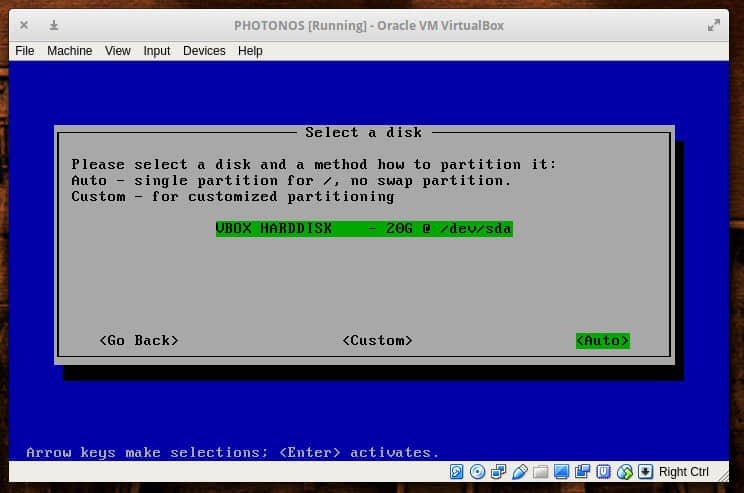 PHOTONOS [Running] - Oracle VM VirtualBox
File Machine View Input Devices Help
Select a disk
Please select a disk and a method how to partition it:
Auto - single partition for /, no swap partition.
Custom - for customized partitioning
VBOX HARDDISK    - 20G @ /dev/sda
<Go Back> <Custom> <Auto>
Arrow keys make selections; <Enter> activates.
Right Ctrl